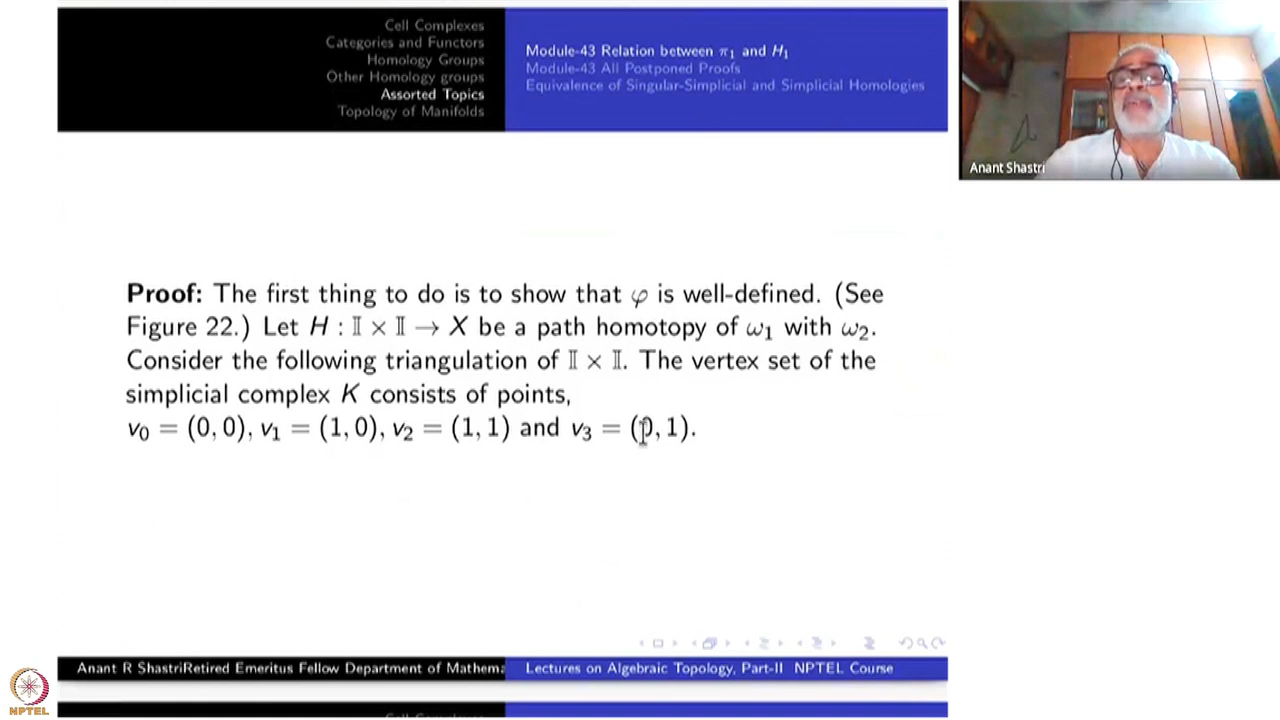 Cell Complexes
Categories and Functors
Homology Groups
Other Homology groups
Assorted Topics
Topology of Manifolds
Module-43 Relation between π₁ and H₁
Module-43 All Postponed Proofs
Equivalence of Singular-Simplicial and Simplicial Homologies
Anant Shastri
Proof: The first thing to do is to show that φ is well-defined. (See
Figure 22.) Let H : 𝕀 × 𝕀 → X be a path homotopy of ω₁ with ω₂.
Consider the following triangulation of 𝕀 × 𝕀. The vertex set of the
simplicial complex K consists of points,
v₀ = (0, 0), v₁ = (1, 0), v₂ = (1, 1) and v₃ = (0, 1).
Anant R ShastriRetired Emeritus Fellow Department of Mathema
Lectures on Algebraic Topology, Part-II NPTEL Course
NPTEL
Cell Complexes